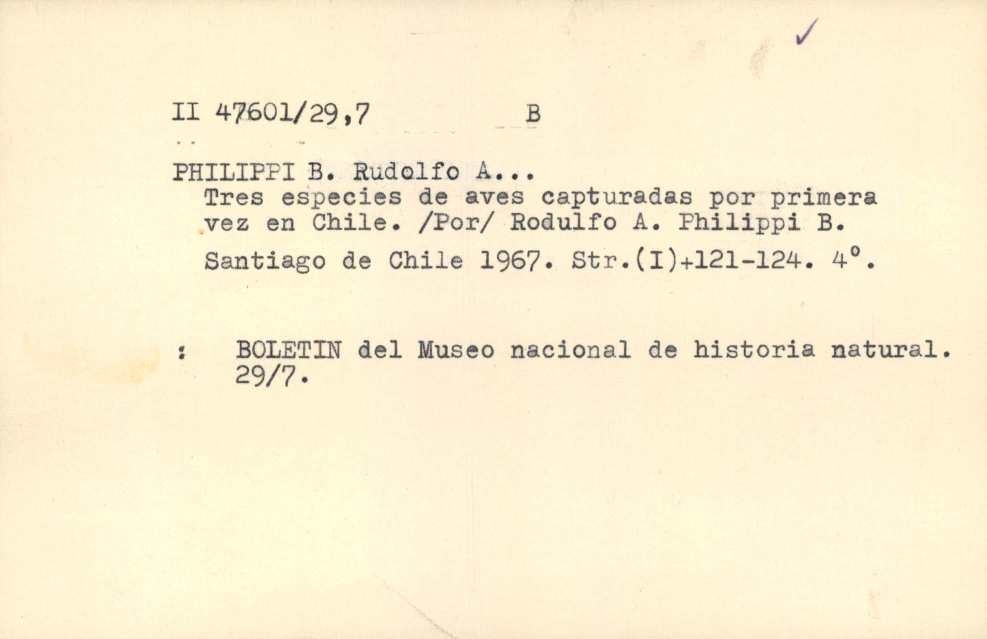 II 47601/29,7 B
PHILIPPI B. Rudolfo A...
Tres especies de aves capturadas por primera
vez en Chile. /Por/ Rodulfo A. Philippi B.
Santiago de Chile 1967. Str.(I)+121-124. 4°.
: BOLETIN del Museo nacional de historia natural.
29/7.